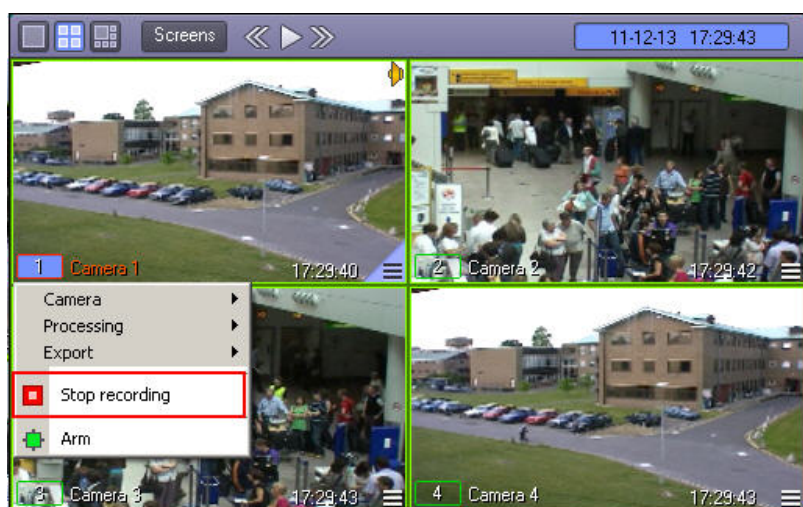 Screens
11-12-13 17:29:43
1 Camera 1 17:29:40
2 Camera 2 17:29:42
Camera
Processing
Export
Stop recording
Arm
3 Camera 3 17:29:43
4 Camera 4 17:29:43